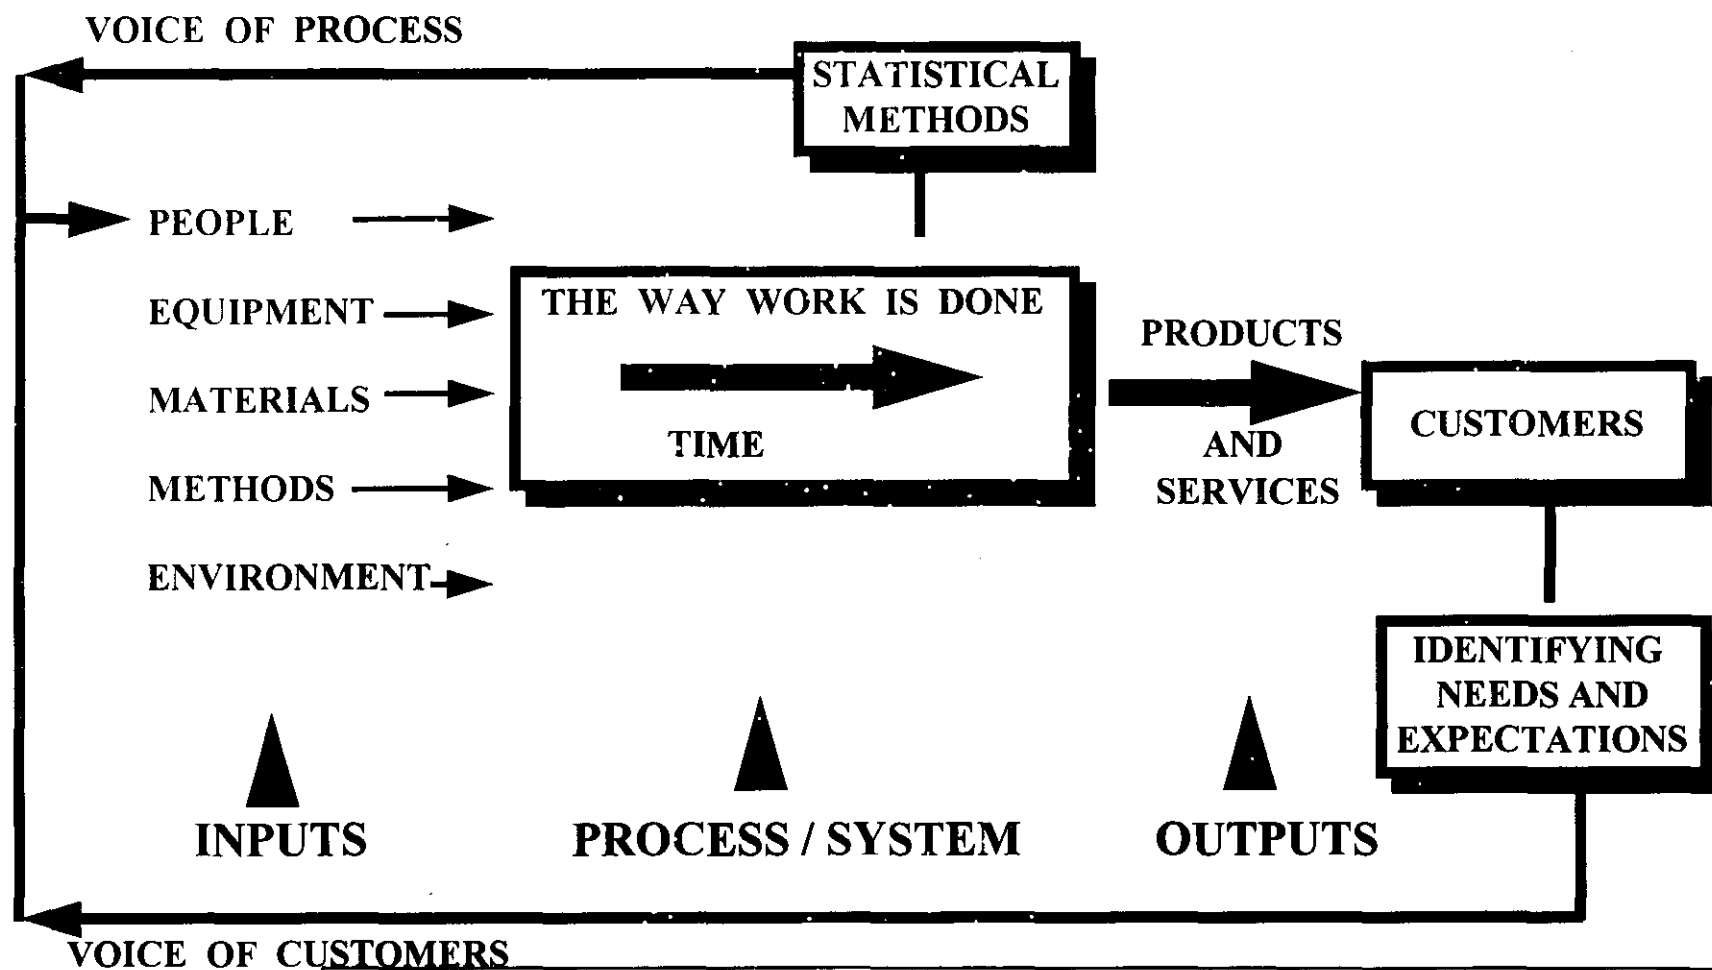 VOICE OF PROCESS
STATISTICAL
METHODS
PEOPLE
EQUIPMENT
MATERIALS
METHODS
ENVIRONMENT
THE WAY WORK IS DONE
TIME
PRODUCTS
AND
SERVICES
CUSTOMERS
IDENTIFYING
NEEDS AND
EXPECTATIONS
INPUTS
PROCESS / SYSTEM
OUTPUTS
VOICE OF CUSTOMERS